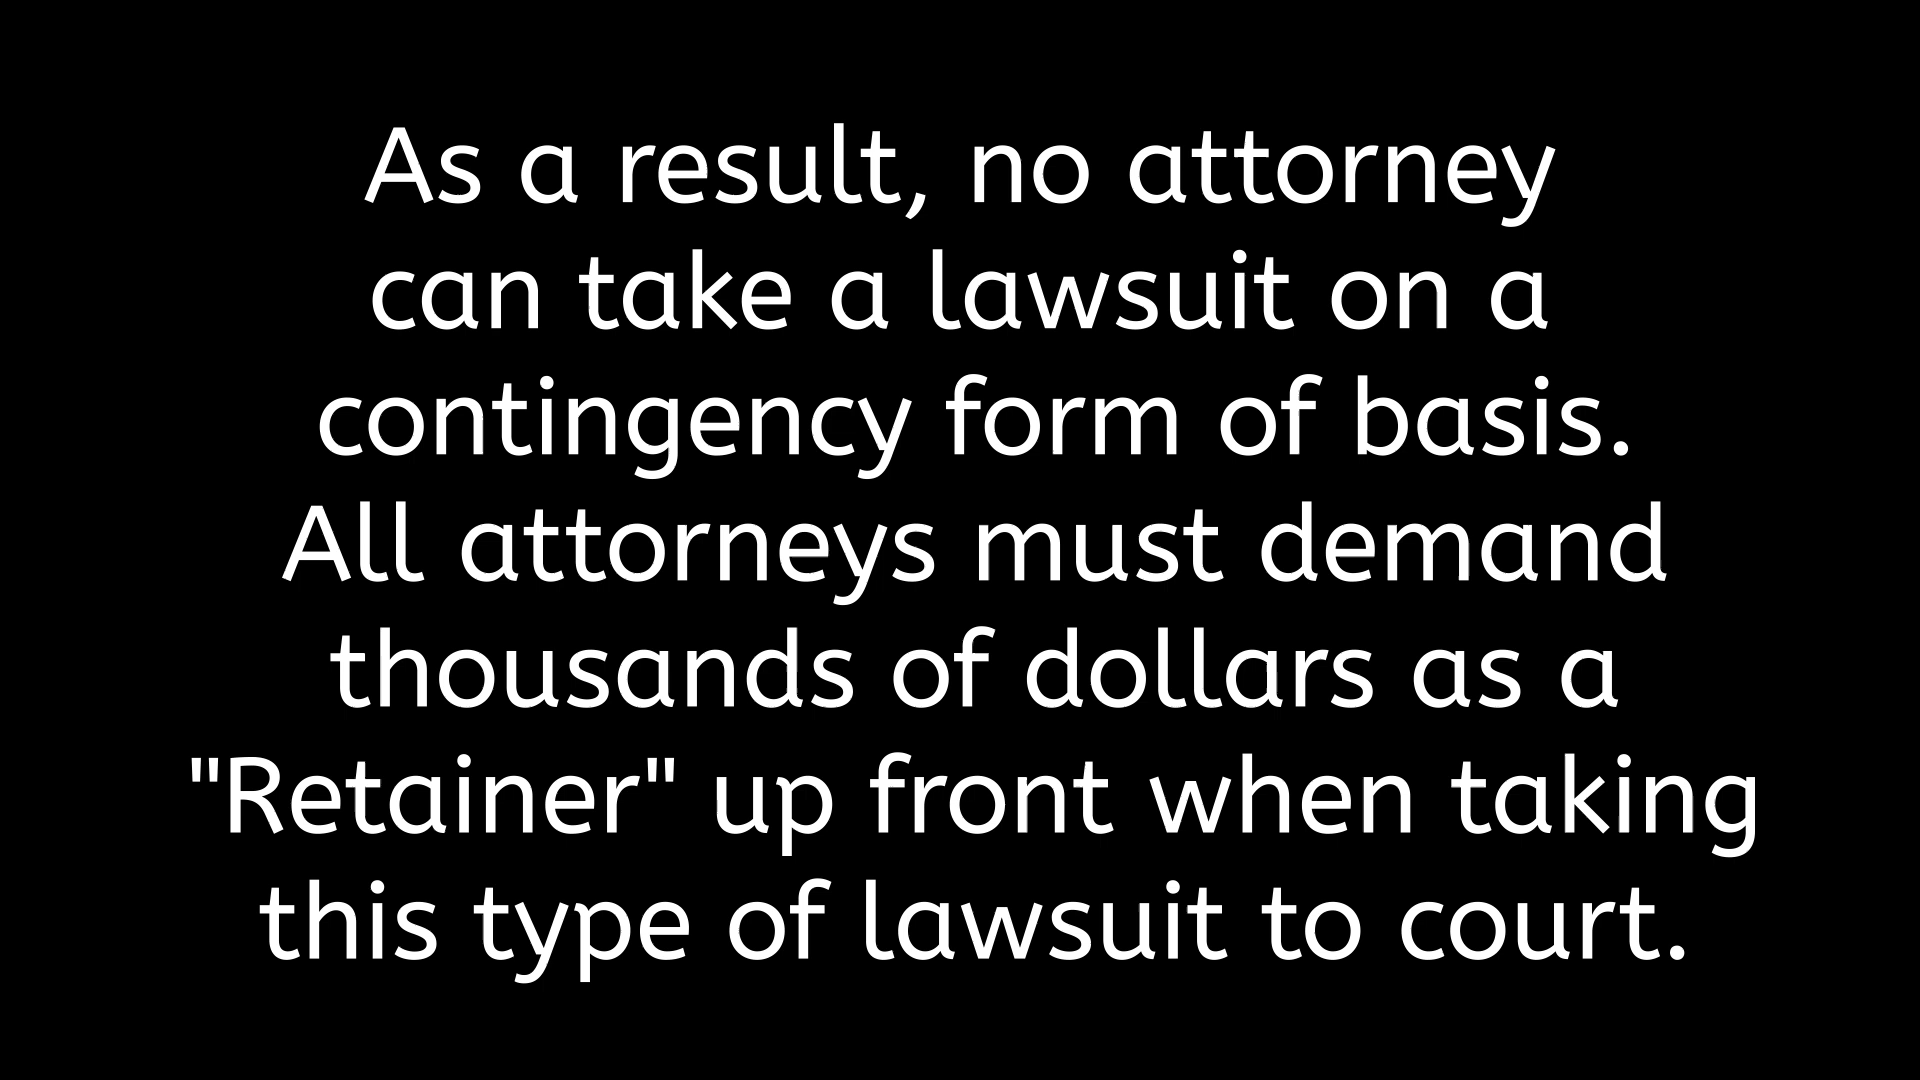 As a result, no attorney
can take a lawsuit on a
contingency form of basis.
All attorneys must demand
thousands of dollars as a
"Retainer" up front when taking
this type of lawsuit to court.